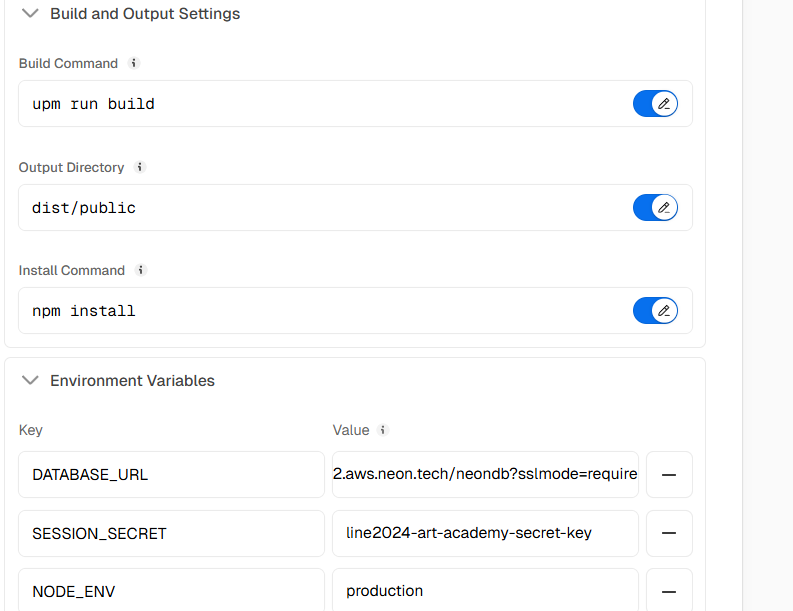 Build and Output Settings
Build Command
upm run build
Output Directory
dist/public
Install Command
npm install
Environment Variables
Key Value
DATABASE_URL 2.aws.neon.tech/neondb?sslmode=require
SESSION_SECRET line2024-art-academy-secret-key
NODE_ENV production